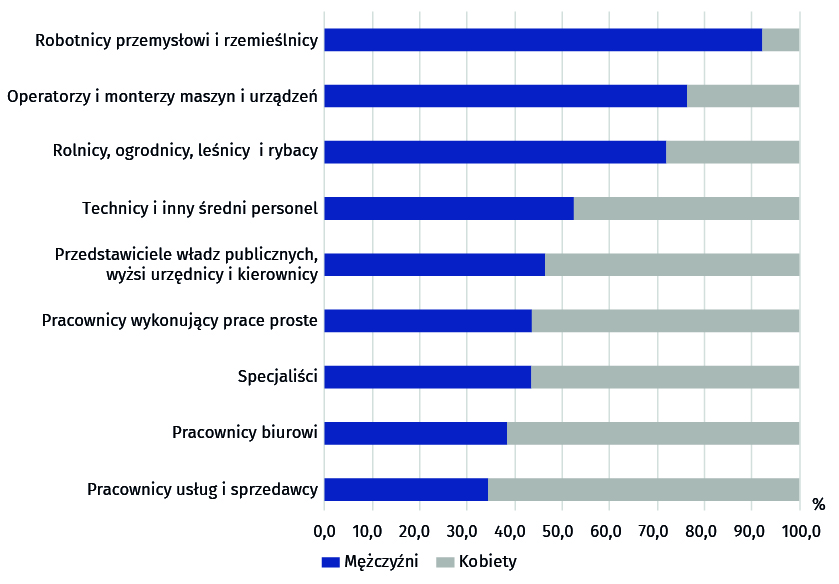 Robotnicy przemysłowi i rzemieślnicy
Operatorzy i monterzy maszyn i urządzeń
Rolnicy, ogrodnicy, leśnicy i rybacy
Technicy i inny średni personel
Przedstawiciele władz publicznych,
wyżsi urzędnicy i kierownicy
Pracownicy wykonujący prace proste
Specjaliści
Pracownicy biurowi
Pracownicy usług i sprzedawcy
%
0,0 10,0 20,0 30,0 40,0 50,0 60,0 70,0 80,0 90,0 100,0
Mężczyźni Kobiety